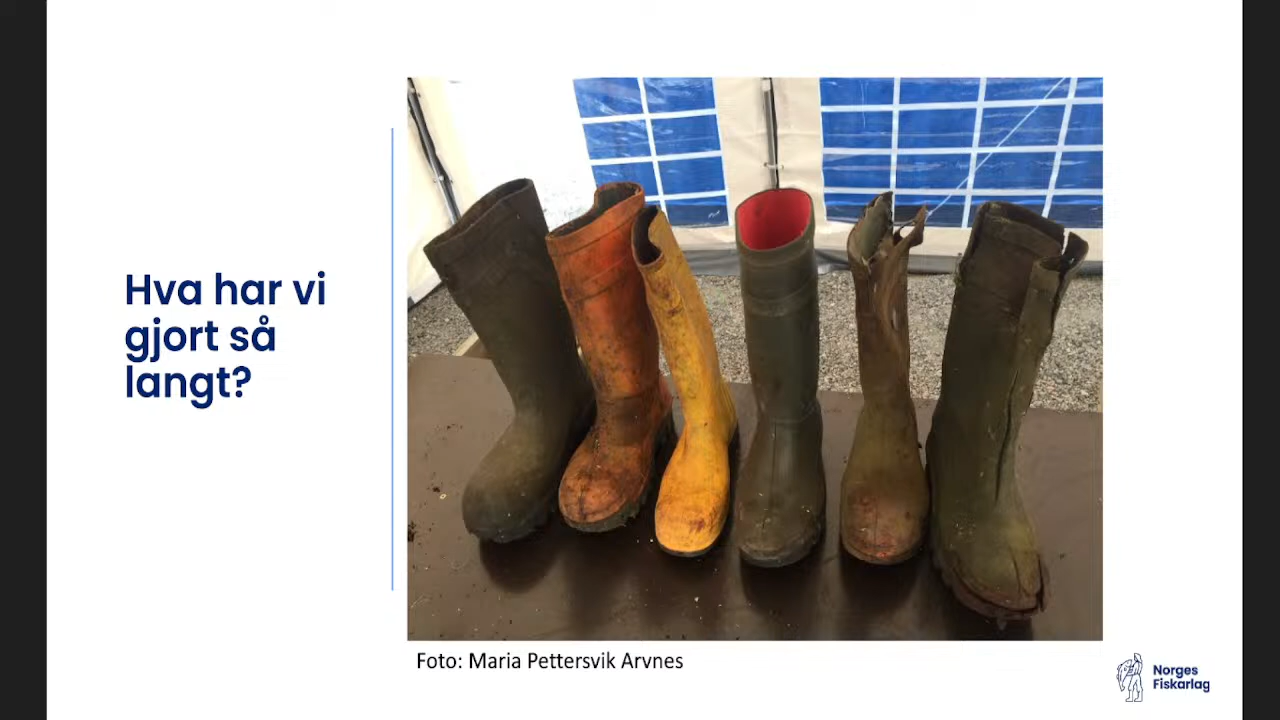 Hva har vi
gjort så
langt?
Foto: Maria Pettersvik Arvnes
Norges
Fiskarlag